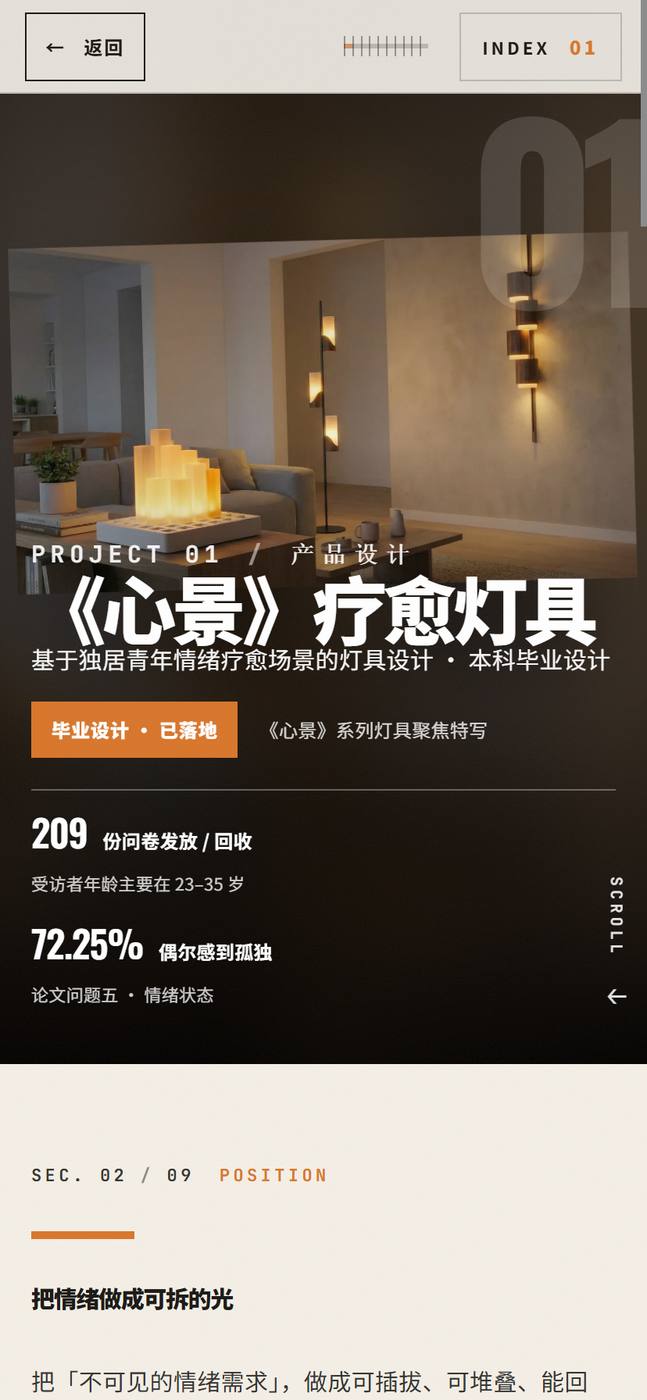 ← 返回
INDEX 01
01
PROJECT 01 / 产品设计
《心景》疗愈灯具
基于独居青年情绪疗愈场景的灯具设计 · 本科毕业设计
毕业设计 · 已落地
《心景》系列灯具聚焦特写
209 份问卷发放 / 回收
受访者年龄主要在 23–35 岁
72.25% 偶尔感到孤独
论文问题五 · 情绪状态
SCROLL ←
SEC. 02 / 09 POSITION
把情绪做成可拆的光
把「不可见的情绪需求」，做成可插拔、可堆叠、能回